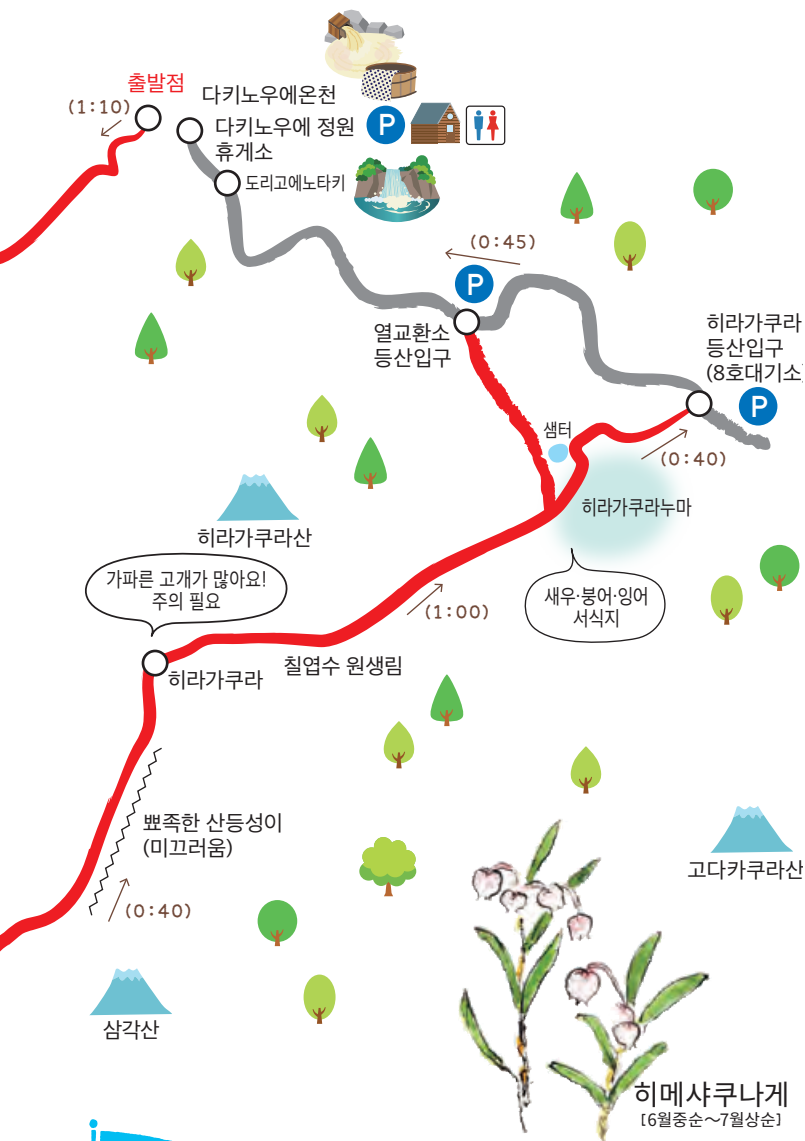 출발점
(1:10)
다키노우에온천
다키노우에 정원
휴게소
P
도리고에노타키
(0:45)
P
열교환소
등산입구
히라가쿠라
등산입구
(8호대기소)
P
샘터
(0:40)
히라가쿠라누마
히라가쿠라산
가파른 고개가 많아요!
주의 필요
새우·붕어·잉어
서식지
(1:00)
히라가쿠라
칠엽수 원생림
뾰족한 산등성이
(미끄러움)
고다카쿠라산
(0:40)
삼각산
히메샤쿠나게
[6월중순～7월상순]